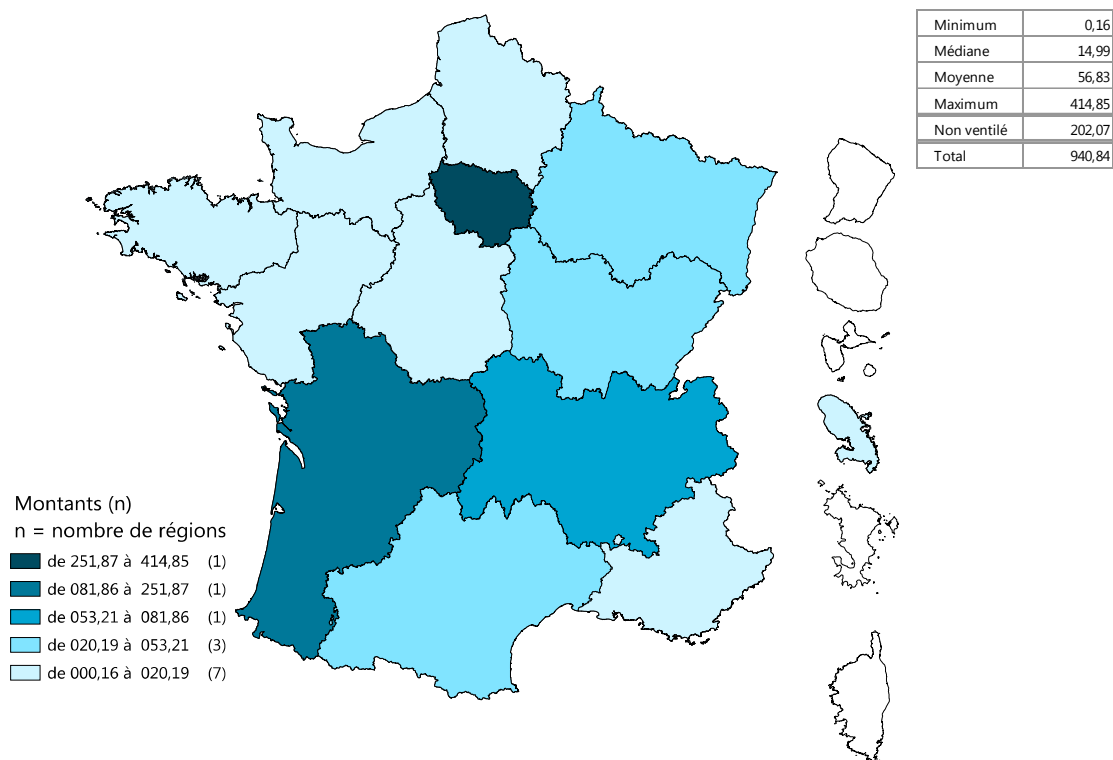 Minimum 0,16
Médiane 14,99
Moyenne 56,83
Maximum 414,85
Non ventilé 202,07
Total 940,84
Montants (n)
n = nombre de régions
de 251,87 à 414,85 (1)
de 081,86 à 251,87 (1)
de 053,21 à 081,86 (1)
de 020,19 à 053,21 (3)
de 000,16 à 020,19 (7)